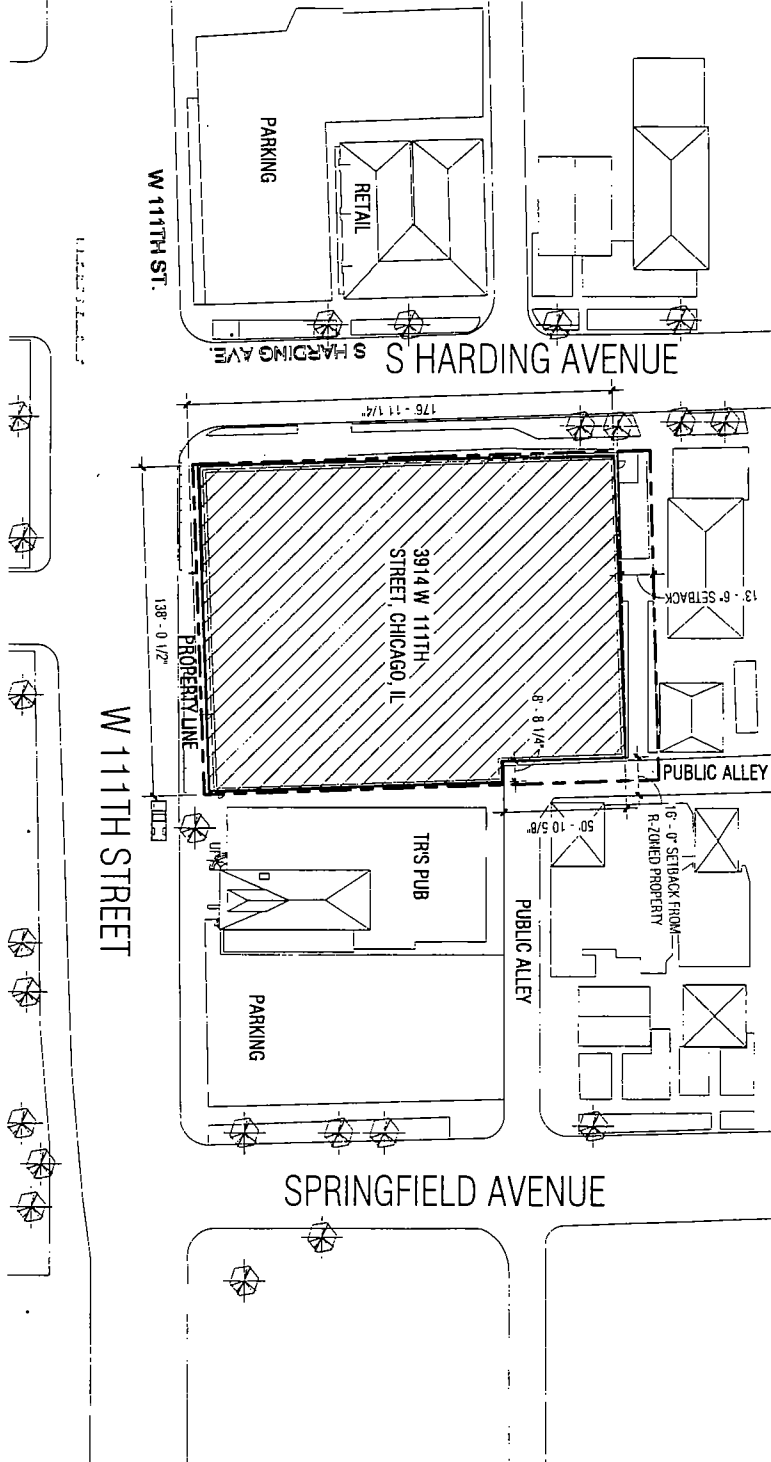 PARKING
RETAIL
W 111TH ST.
S HARDING AVE.
S HARDING AVENUE
176 - 11 1/4"
3914 W 111TH
STREET, CHICAGO, IL
13' - 6" SETBACK
138' - 0 1/2"
PROPERTY LINE
8' - 8 1/4"
PUBLIC ALLEY
16' - 0" SETBACK FROM
R-ZONED PROPERTY
50' - 10 5/8"
W 111TH STREET
TR'S PUB
PUBLIC ALLEY
PARKING
SPRINGFIELD AVENUE